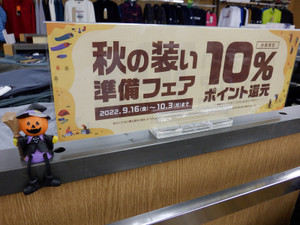 秋の装い
準備フェア
2022. 9.16(金)〜10.3(月)まで
10%
ポイント還元